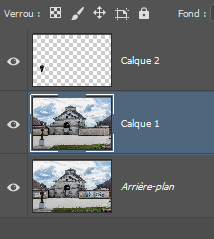 Verrou : Fond :
Calque 2
Calque 1
Arrière-plan